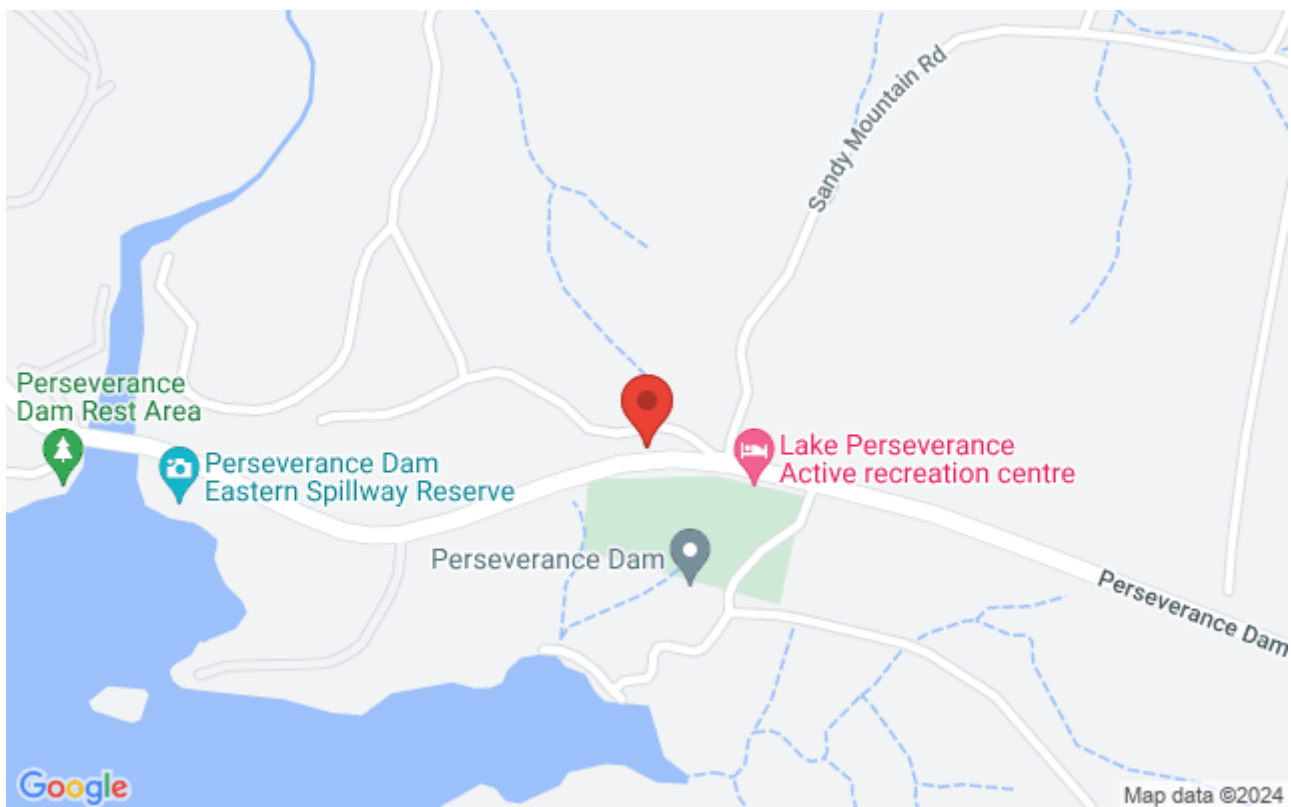 Sandy Mountain Rd
Perseverance
Dam Rest Area
Perseverance Dam
Eastern Spillway Reserve
Lake Perseverance
Active recreation centre
Perseverance Dam
Perseverance Dam
Google
Map data ©2024